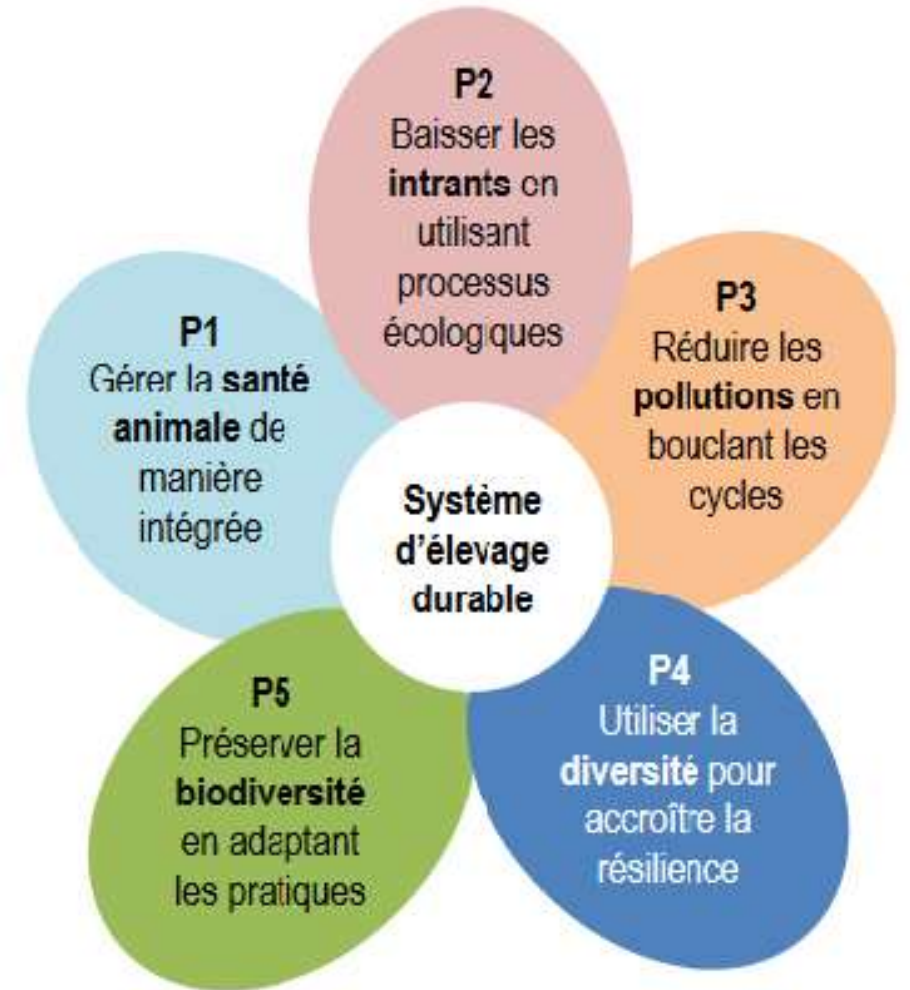 P2
Baisser les
intrants en
utilisant
processus
écologiques
P1
Gérer la santé
animale de
manière
intégrée
P3
Réduire les
pollutions en
bouclant les
cycles
Système
d'élevage
durable
P4
Utiliser la
diversité pour
accroître la
résilience
P5
Préserver la
biodiversité
en adaptant
les pratiques